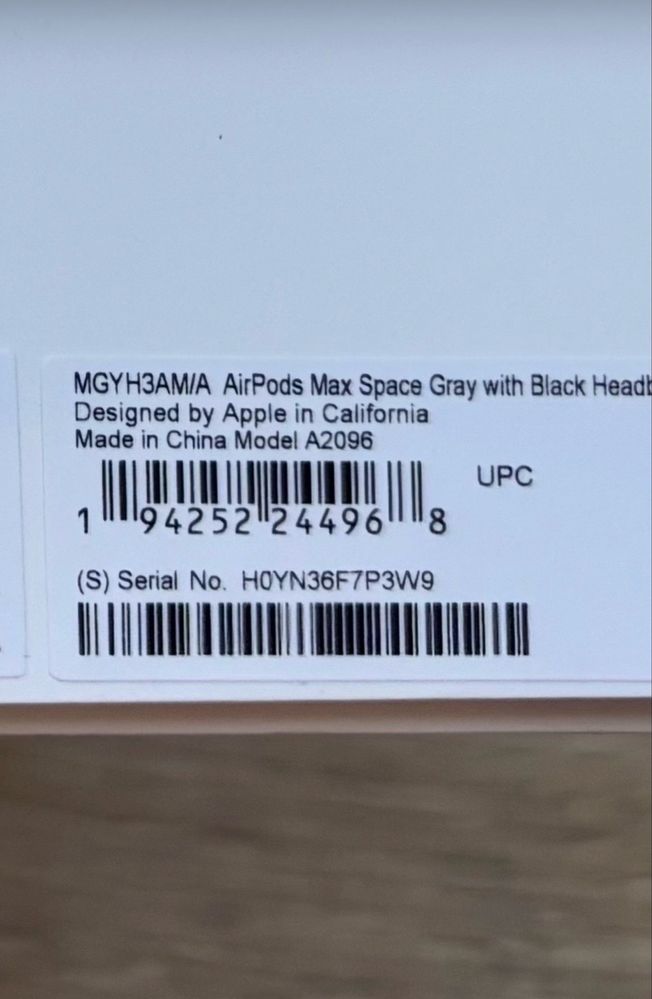 MGYH3AM/A AirPods Max Space Gray with Black
Designed by Apple in California
Made in China Model A2096
UPC
1 94252 24496 8
(S) Serial No. H0YN36F7P3W9